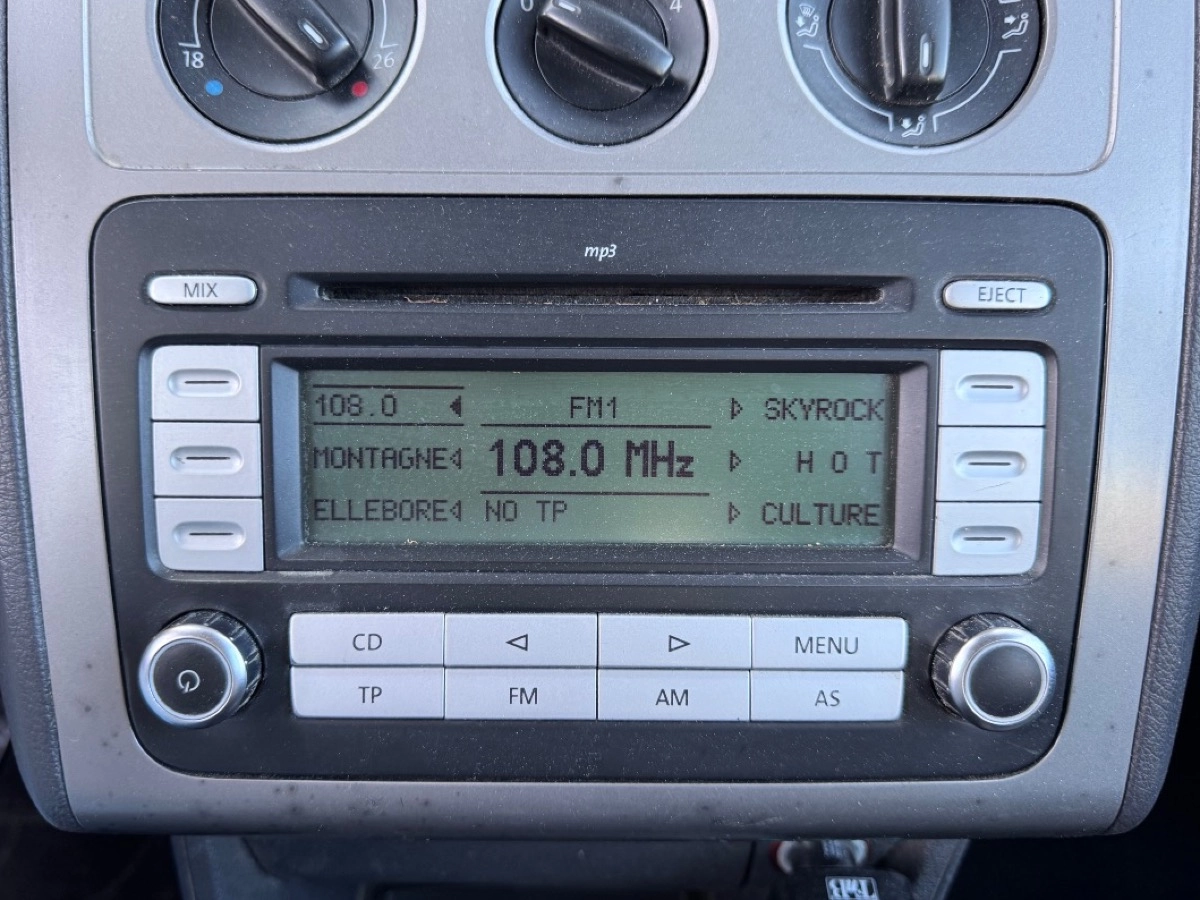 18 26
0 4
mp3
MIX EJECT
108.0 FM1 SKYROCK
MONTAGNE 108.0 MHz H O T
ELLEBORE NO TP CULTURE
CD MENU
TP FM AM AS